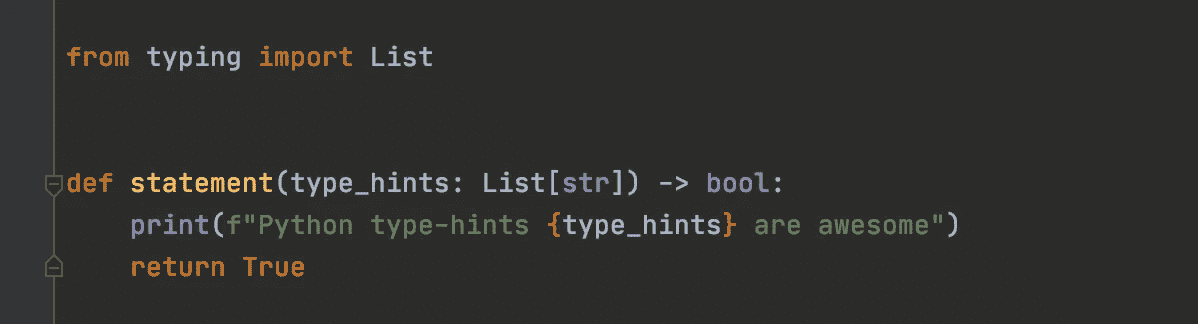 from typing import List
def statement(type_hints: List[str]) -> bool:
    print(f"Python type-hints {type_hints} are awesome")
    return True